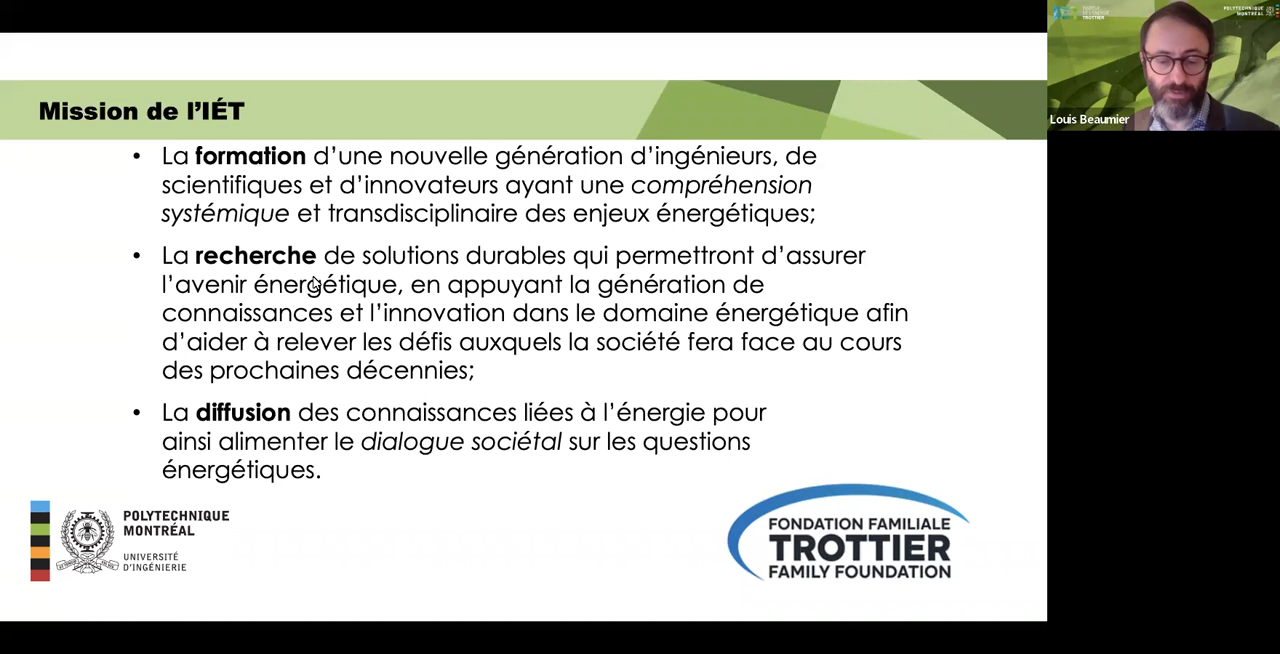 Mission de l'IÉT
• La formation d'une nouvelle génération d'ingénieurs, de
scientifiques et d'innovateurs ayant une compréhension
systémique et transdisciplinaire des enjeux énergétiques;
• La recherche de solutions durables qui permettront d'assurer
l'avenir énergétique, en appuyant la génération de
connaissances et l'innovation dans le domaine énergétique afin
d'aider à relever les défis auxquels la société fera face au cours
des prochaines décennies;
• La diffusion des connaissances liées à l'énergie pour
ainsi alimenter le dialogue sociétal sur les questions
énergétiques.
POLYTECHNIQUE
MONTRÉAL
UNIVERSITÉ
D'INGÉNIERIE
FONDATION FAMILIALE
TROTTIER
FAMILY FOUNDATION
TROTTIER
POLYTECHNIQUE
MONTRÉAL
Louis Beaumier